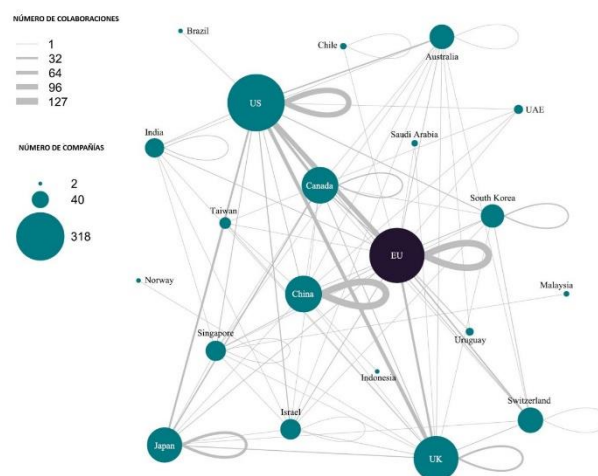 NÚMERO DE COLABORACIONES
1
32
64
96
127
NÚMERO DE COMPAÑÍAS
2
40
318
Brazil
Chile
Australia
US
UAE
India
Saudi Arabia
Canada
Taiwan
South Korea
EU
Norway
China
Malaysia
Singapore
Uruguay
Indonesia
Israel
Switzerland
Japan
UK